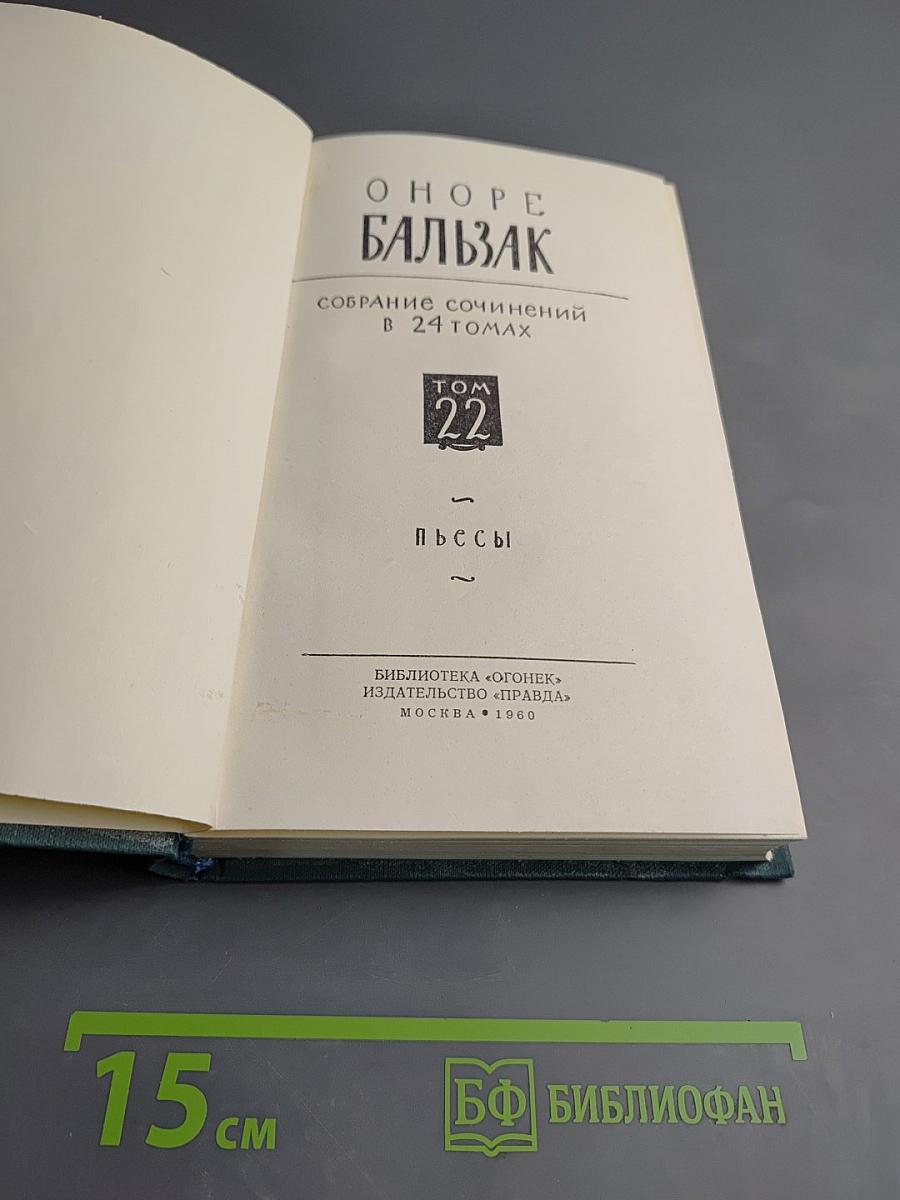 ОНОРЕ
БАЛЬЗАК
СОБРАНИЕ СОЧИНЕНИЙ
В 24 ТОМАХ
ТОМ
22
ПЬЕСЫ
БИБЛИОТЕКА «ОГОНЕК»
ИЗДАТЕЛЬСТВО «ПРАВДА»
МОСКВА • 1960
15 см
БФ БИБЛИОФАН